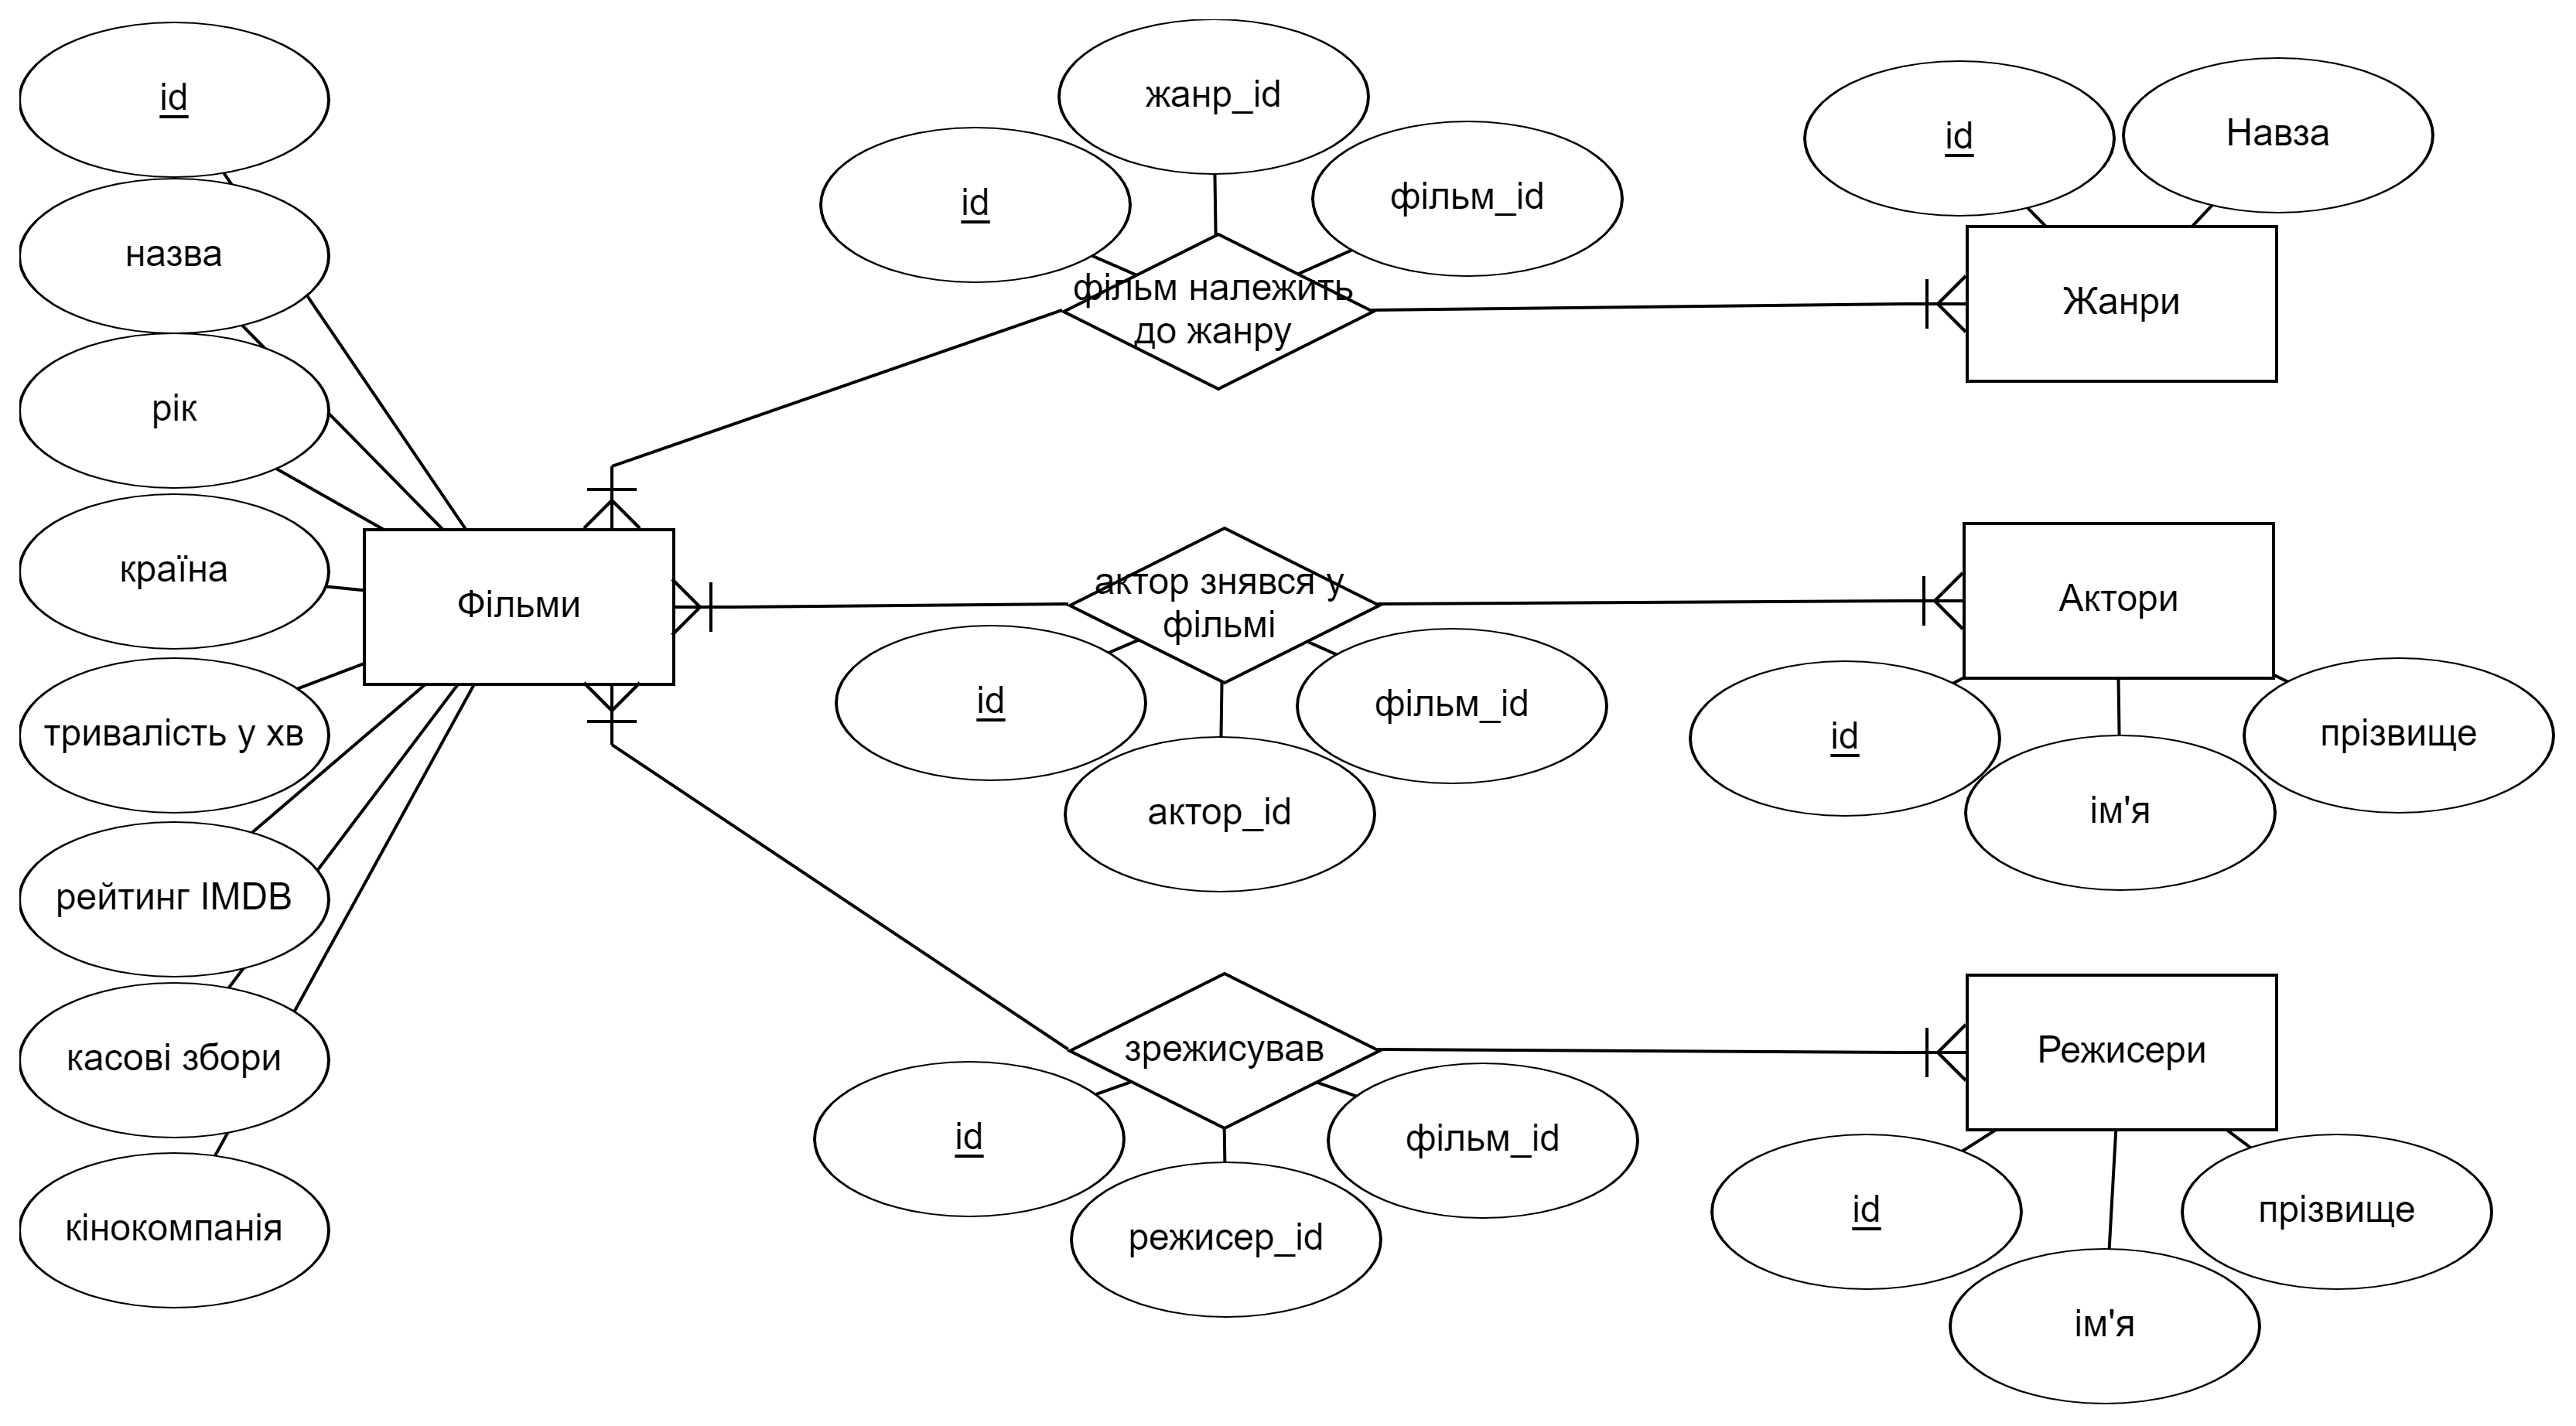 id
назва
рік
країна
тривалість у хв
рейтинг IMDB
касові збори
кінокомпанія
Фільми
id
жанр_id
фільм_id
фільм належить
до жанру
id
Навза
Жанри
актор знявся у
фільмі
id
актор_id
фільм_id
Актори
id
ім'я
прізвище
зрежисував
id
режисер_id
фільм_id
Режисери
id
ім'я
прізвище